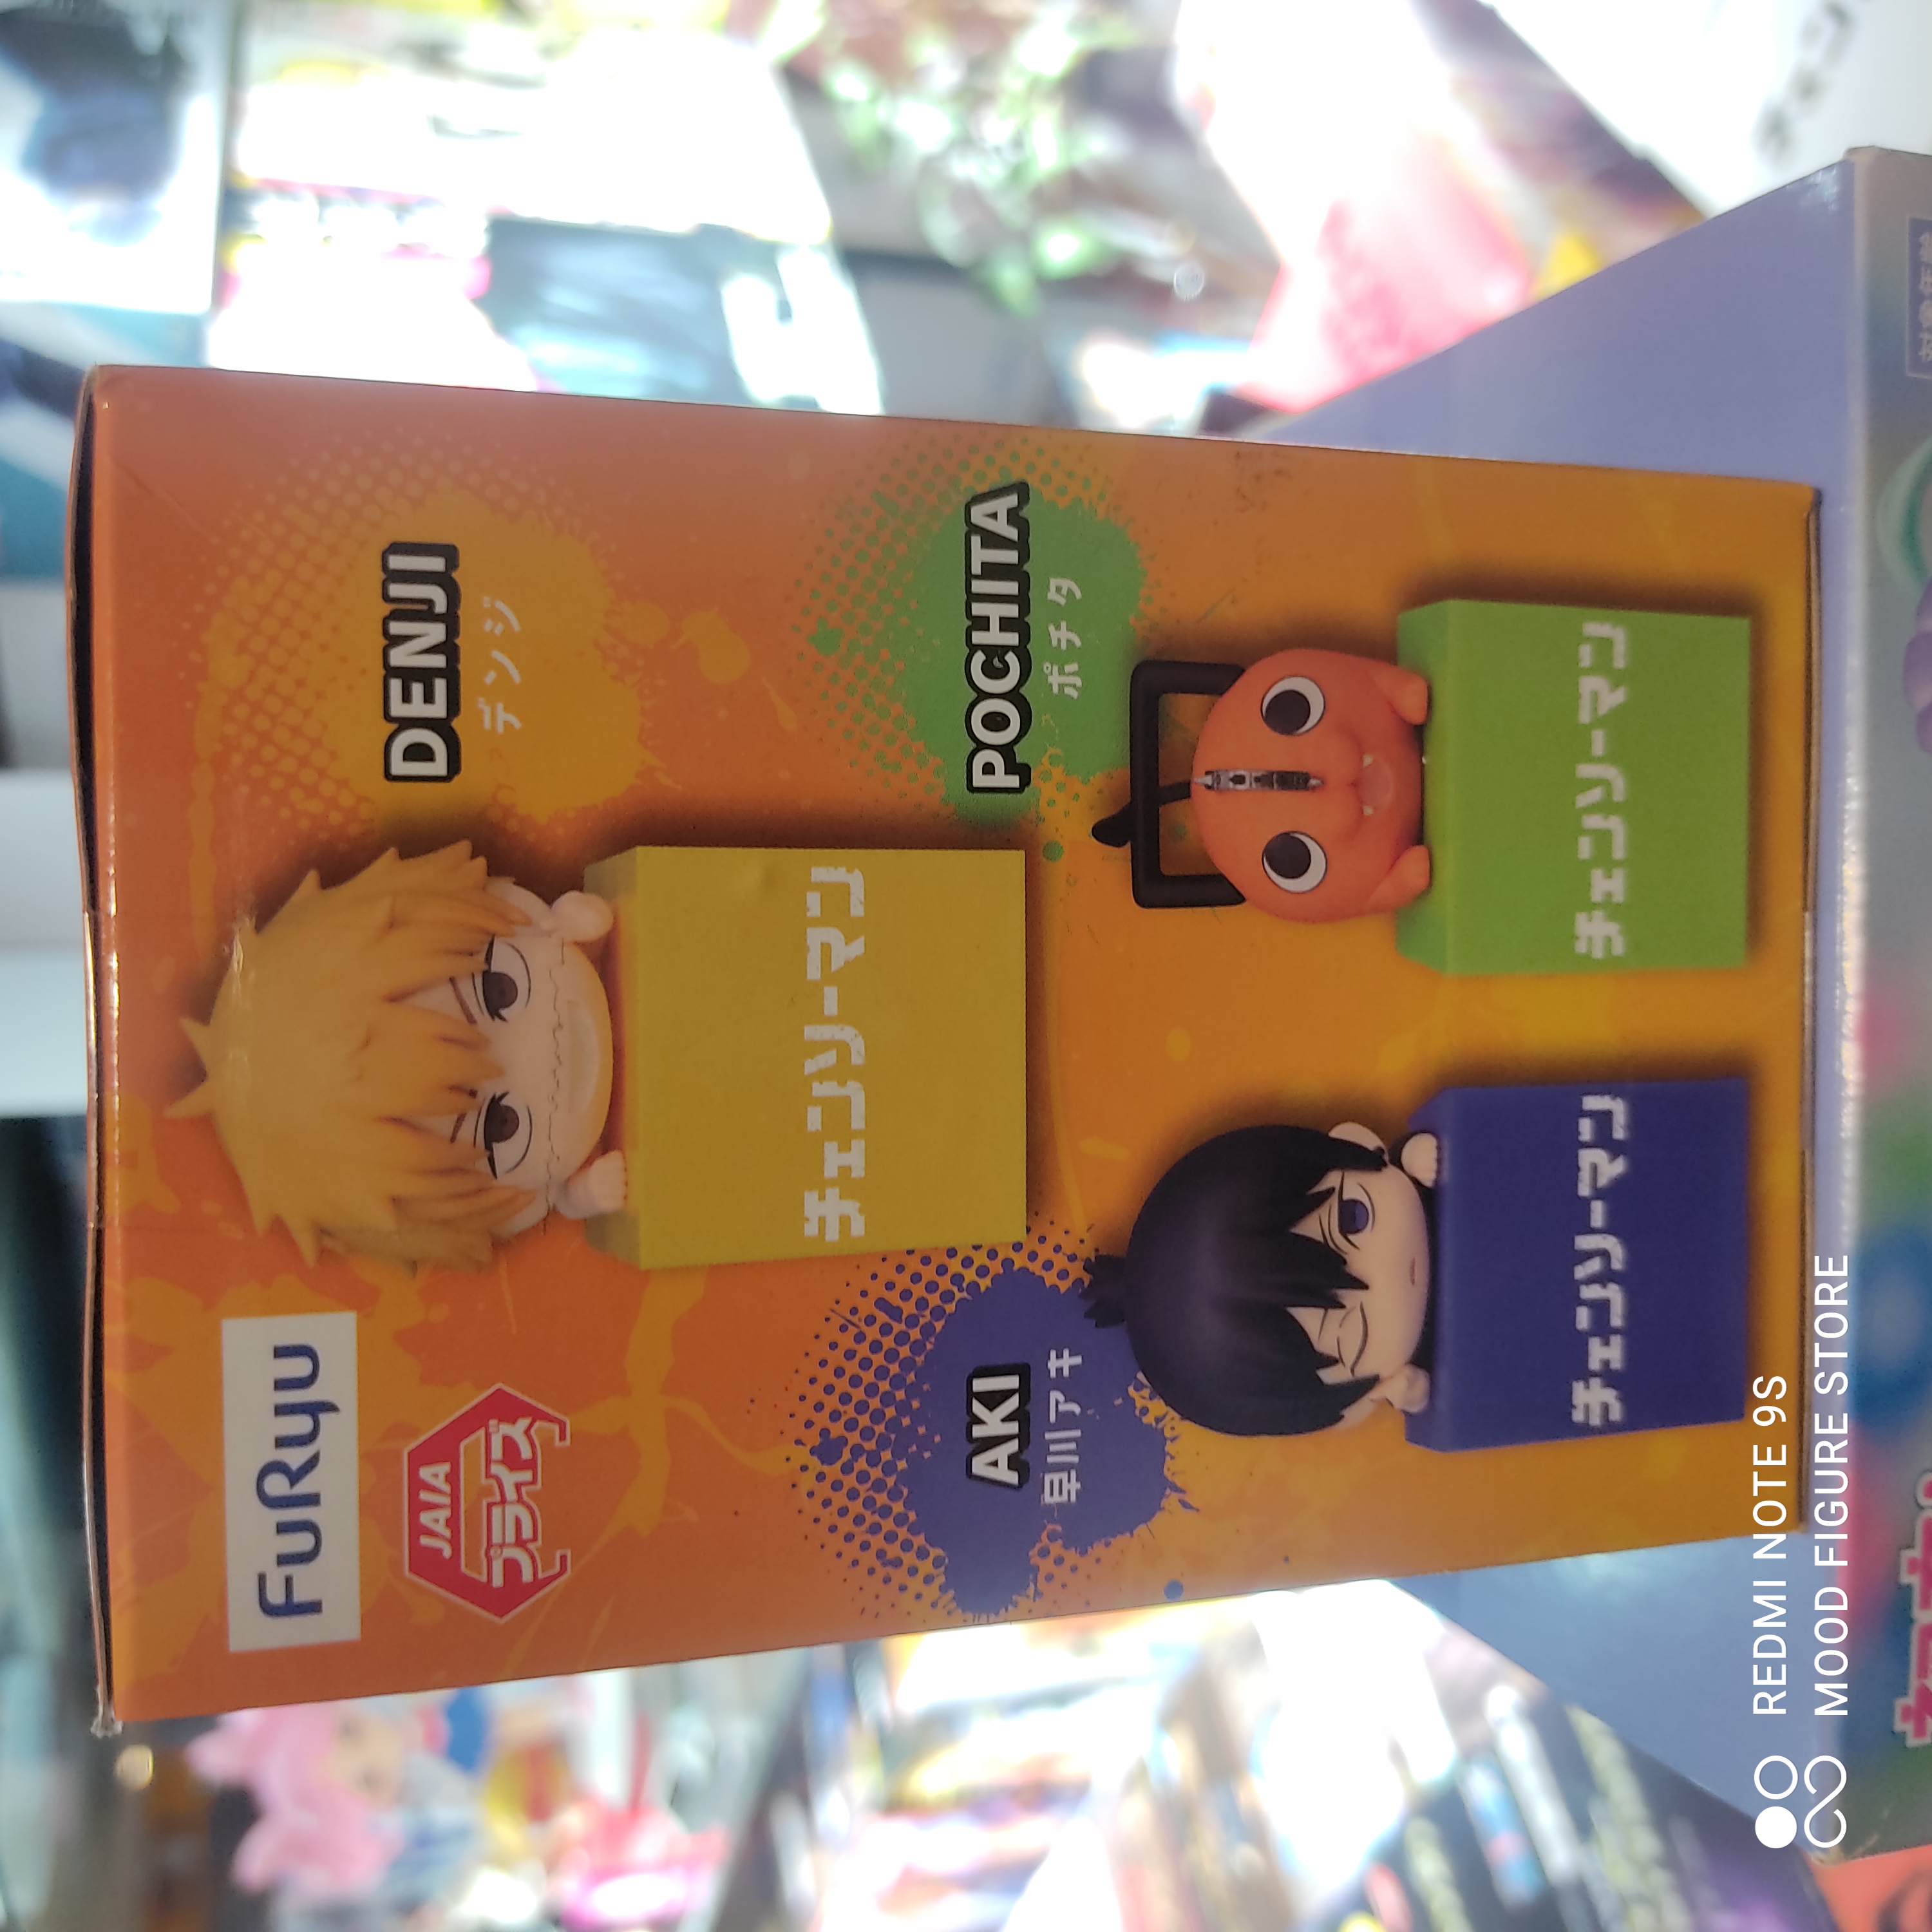 FuRyu
JAIA
プライズ
DENJI
デンジ
チェンソーマン
AKI
早川アキ
POCHITA
ポチタ
チェンソーマン
チェンソーマン
REDMI NOTE 9S
MOOD FIGURE STORE